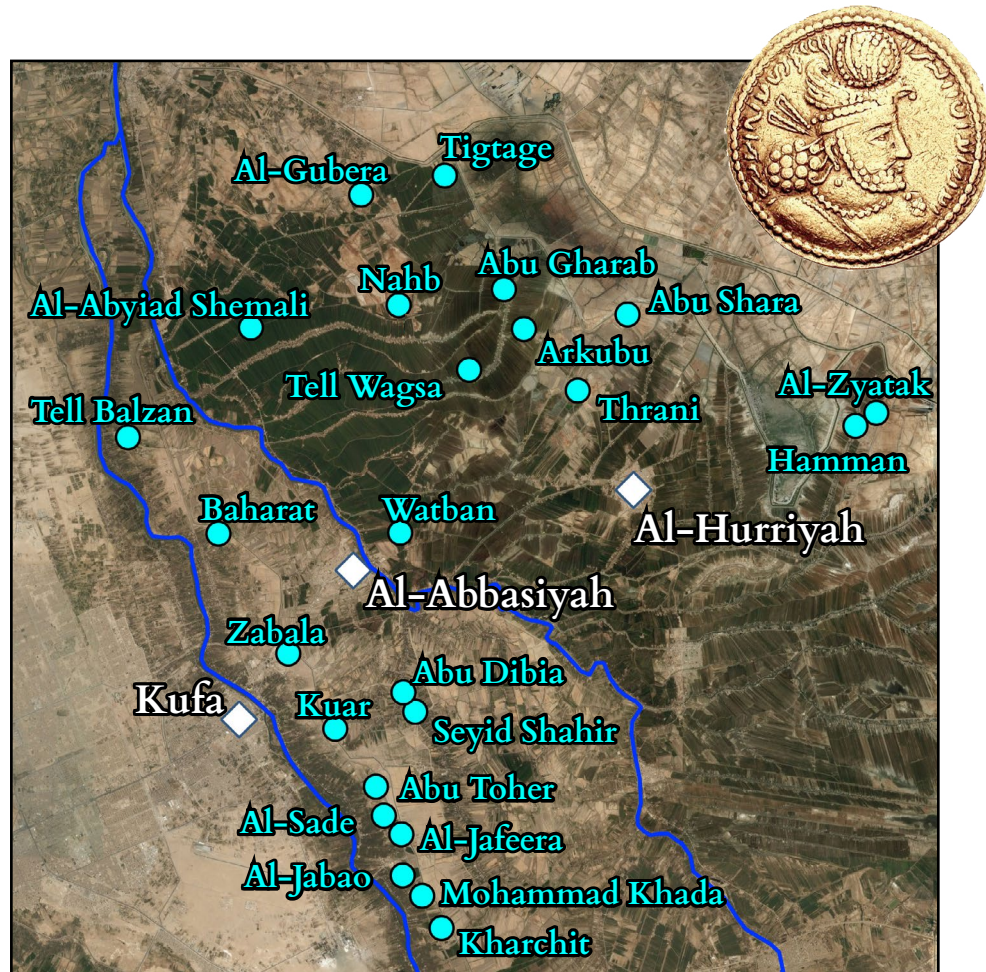 Tigtage
Al-Gubera
Abu Gharab
Nahb
Al-Abyiad Shemali
Abu Shara
Arkubu
Tell Wagsa
Al-Zyatak
Thrani
Tell Balzan
Hamman
Baharat
Watban
Al-Hurriyah
Al-Abbasiyah
Zabala
Abu Dibia
Kufa
Kuar
Seyid Shahir
Abu Toher
Al-Sade
Al-Jafeera
Al-Jabao
Mohammad Khada
Kharchit